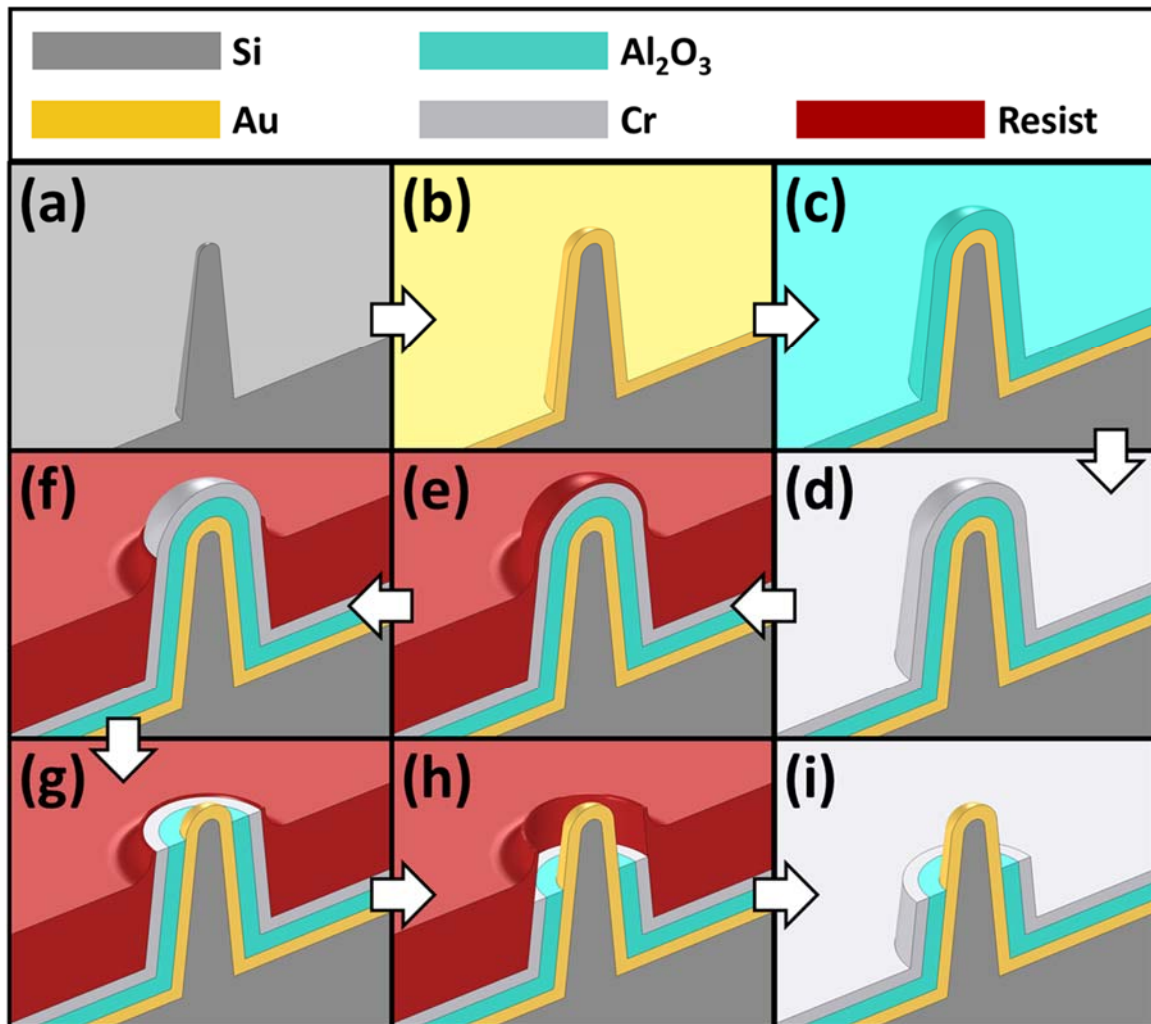 Si
Al₂O₃
Au
Cr
Resist
(a)
(b)
(c)
(f)
(e)
(d)
(g)
(h)
(i)